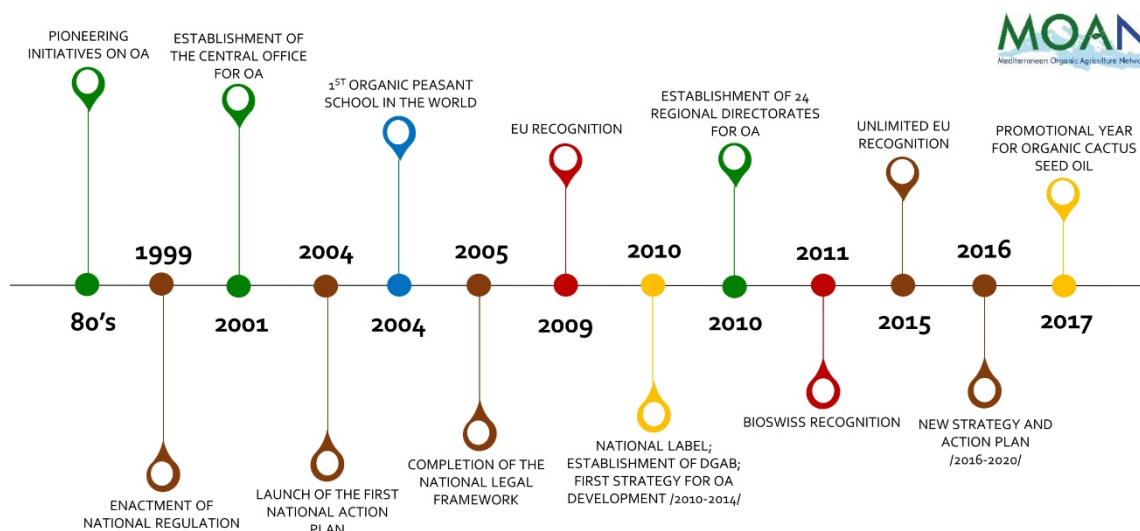 MOAN
Mediterranean Organic Agriculture Network
PIONEERING
INITIATIVES ON OA
ESTABLISHMENT OF
THE CENTRAL OFFICE
FOR OA
1ST ORGANIC PEASANT
SCHOOL IN THE WORLD
EU RECOGNITION
ESTABLISHMENT OF 24
REGIONAL DIRECTORATES
FOR OA
UNLIMITED EU
RECOGNITION
PROMOTIONAL YEAR
FOR ORGANIC CACTUS
SEED OIL
1999
2004
2005
2010
2011
2016
80's
2001
2004
2009
2010
2015
2017
ENACTMENT OF
NATIONAL REGULATION
LAUNCH OF THE FIRST
NATIONAL ACTION
PLAN
COMPLETION OF THE
NATIONAL LEGAL
FRAMEWORK
NATIONAL LABEL;
ESTABLISHMENT OF DGAB;
FIRST STRATEGY FOR OA
DEVELOPMENT /2010-2014/
BIOSWISS RECOGNITION
NEW STRATEGY AND
ACTION PLAN
/2016-2020/